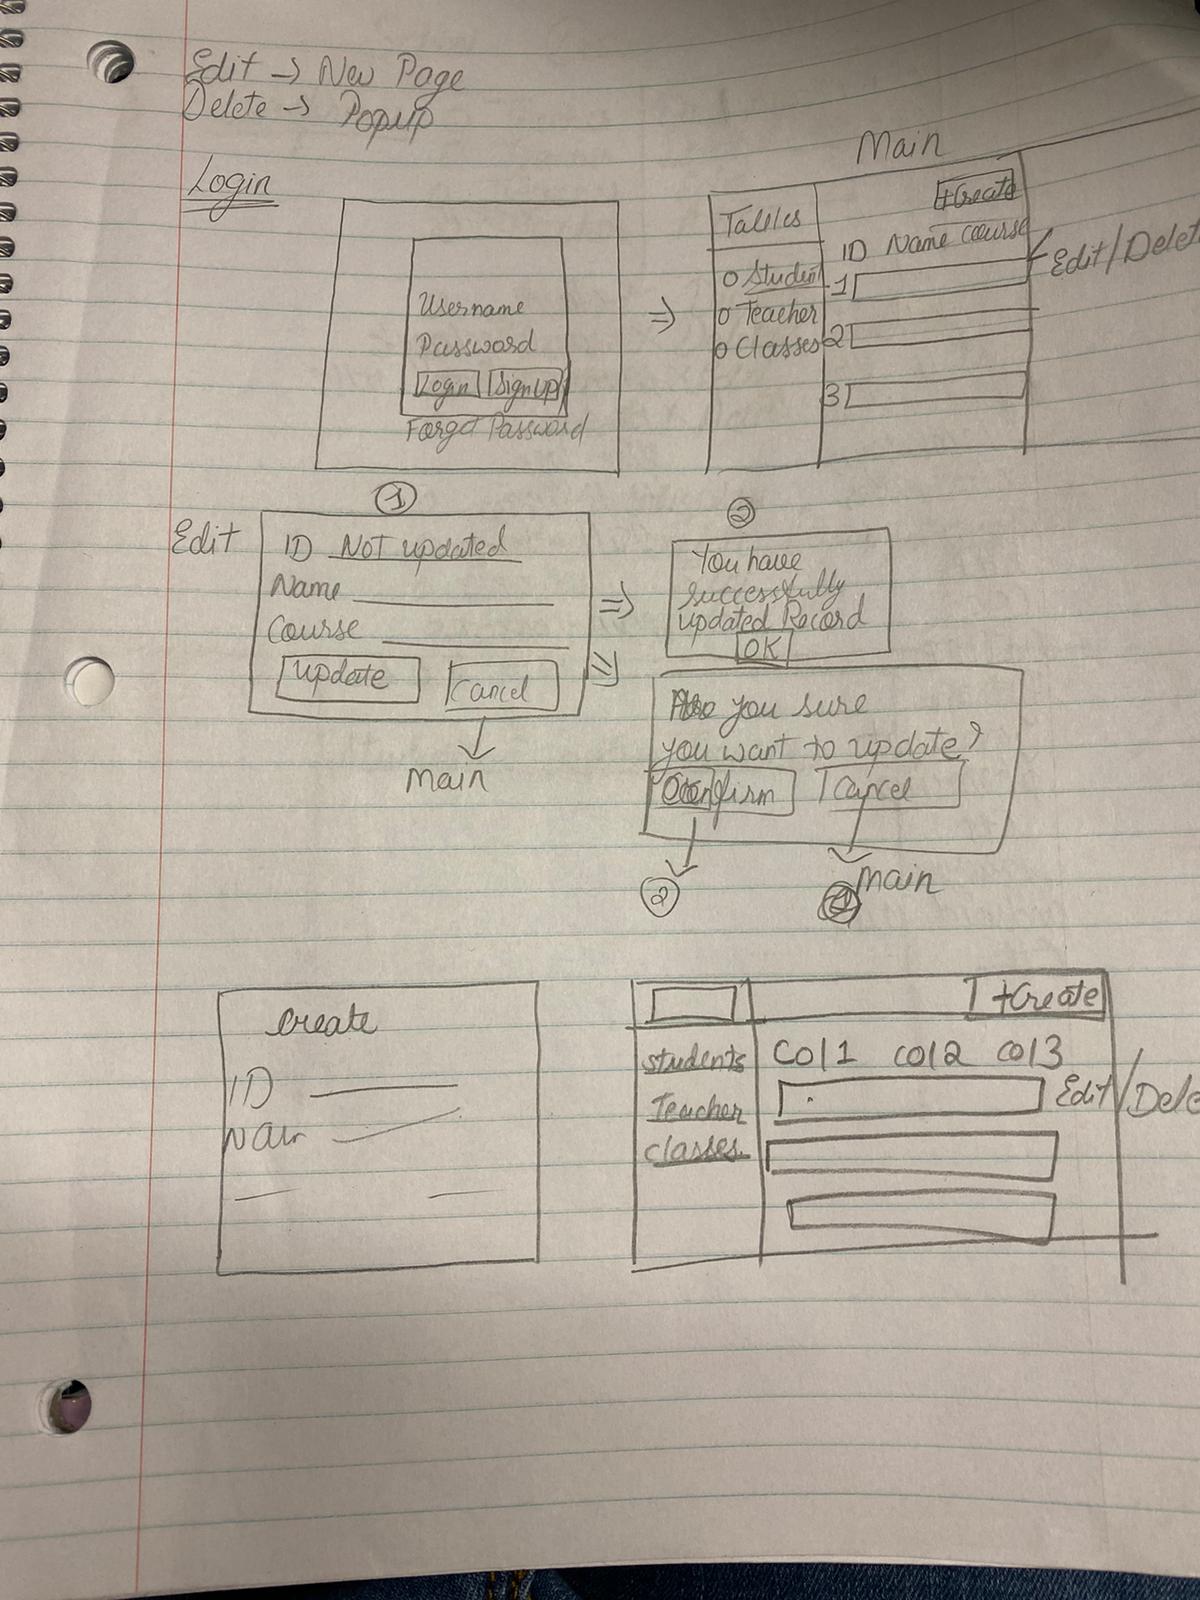 Edit → New Page
Delete → Popup
Login
Username
Password
Login SignUp
Forgot Password
Main
Tables
+Create
ID Name Course
Edit/Delet
o Student
o Teacher
o Classes
1
2
3
1
Edit
ID Not updated
Name
Course
Update Cancel
Main
2
You have
successfully
updated Record
OK
you sure
you want to update?
Confirm Cancel
2
Main
Create
ID
Nam
+Create
students
Teacher
classes
Col1 col2 col3
Edit/Dele